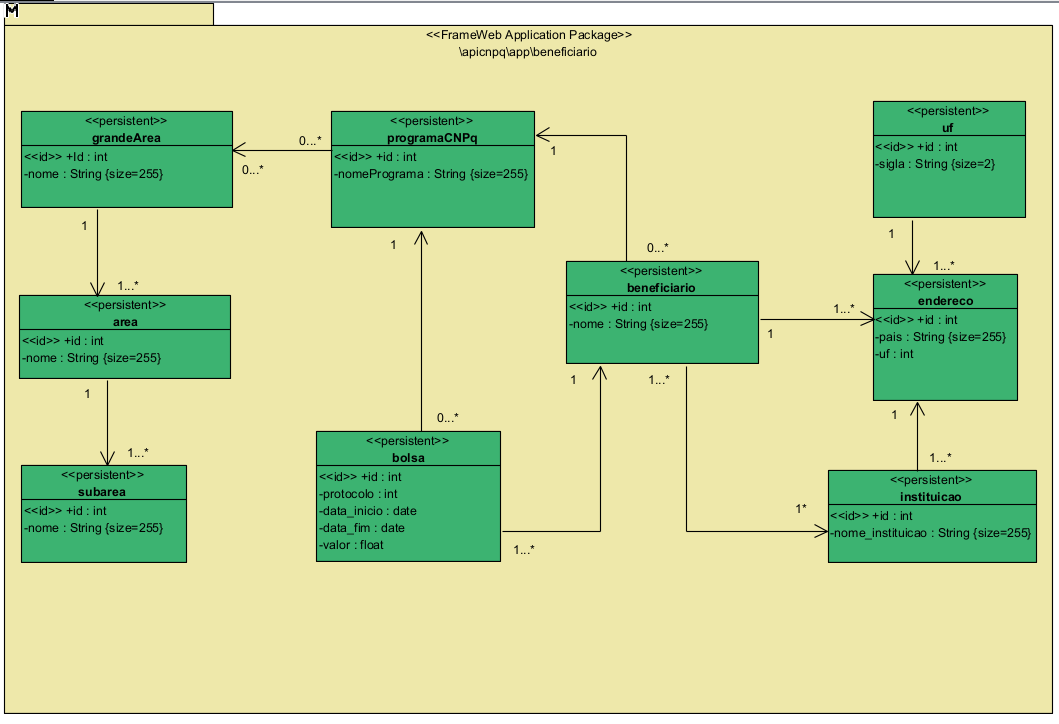 M
<<FrameWeb Application Package>>
\apicnpq\app\beneficiario
<<persistent>>
grandeArea
<<id>> +Id : int
-nome : String {size=255}
0...*
0...*
<<persistent>>
programaCNPq
<<id>> +id : int
-nomePrograma : String {size=255}
1
<<persistent>>
uf
<<id>> +id : int
-sigla : String {size=2}
1
1...*
1
1
0...*
1...*
<<persistent>>
area
<<id>> +id : int
-nome : String {size=255}
<<persistent>>
beneficiario
<<id>> +id : int
-nome : String {size=255}
1
1...*
<<persistent>>
endereco
<<id>> +id : int
-pais : String {size=255}
-uf : int
1
1...*
0...*
1
1...*
1
1...*
<<persistent>>
subarea
<<id>> +id : int
-nome : String {size=255}
<<persistent>>
bolsa
<<id>> +id : int
-protocolo : int
-data_inicio : date
-data_fim : date
-valor : float
1...*
1*
<<persistent>>
instituicao
<<id>> +id : int
-nome_instituicao : String {size=255}